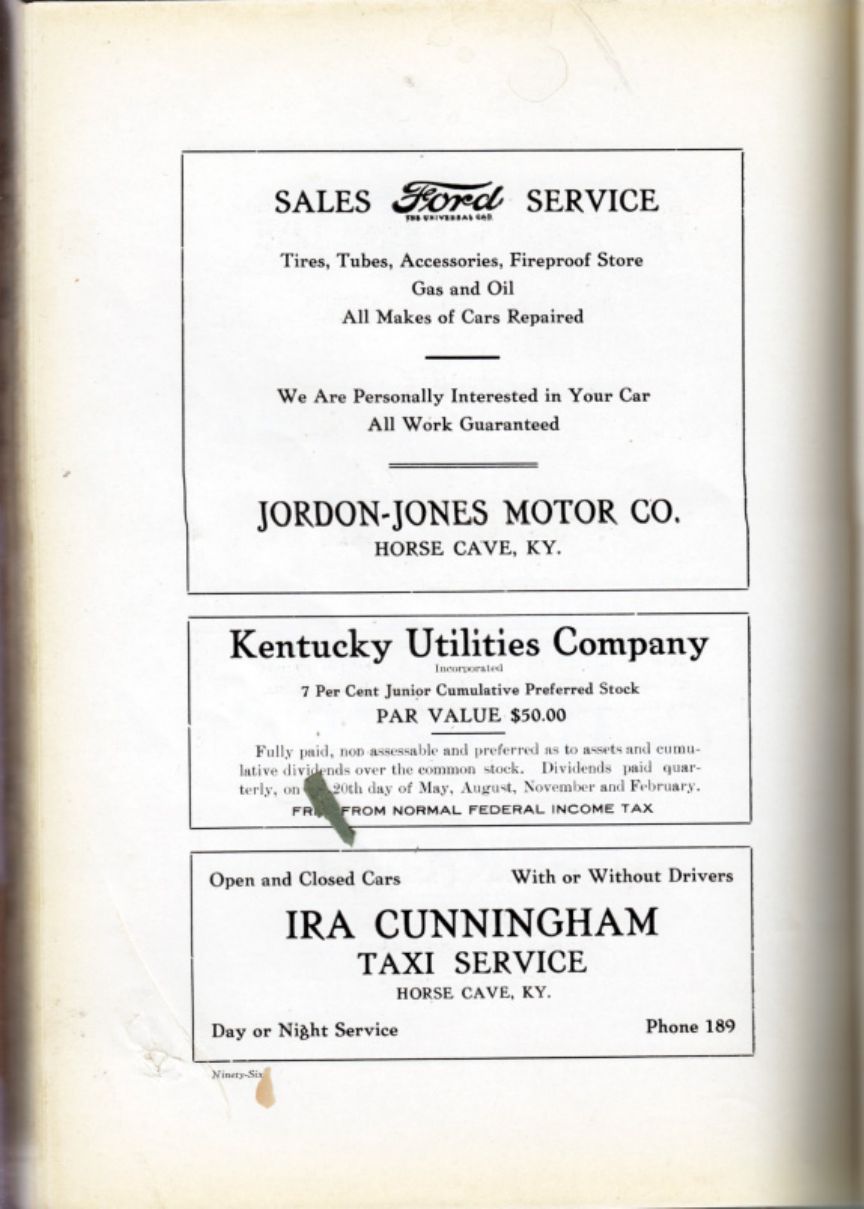 SALES Ford SERVICE
THE UNIVERSAL CAR
Tires, Tubes, Accessories, Fireproof Store
Gas and Oil
All Makes of Cars Repaired
We Are Personally Interested in Your Car
All Work Guaranteed
JORDON-JONES MOTOR CO.
HORSE CAVE, KY.
Kentucky Utilities Company
Incorporated
7 Per Cent Junior Cumulative Preferred Stock
PAR VALUE $50.00
Fully paid, non-assessable and preferred as to assets and cumu-
lative dividends over the common stock. Dividends paid quar-
terly, on 20th day of May, August, November and February.
FROM NORMAL FEDERAL INCOME TAX
Open and Closed Cars With or Without Drivers
IRA CUNNINGHAM
TAXI SERVICE
HORSE CAVE, KY.
Day or Night Service Phone 189
Ninety-Six